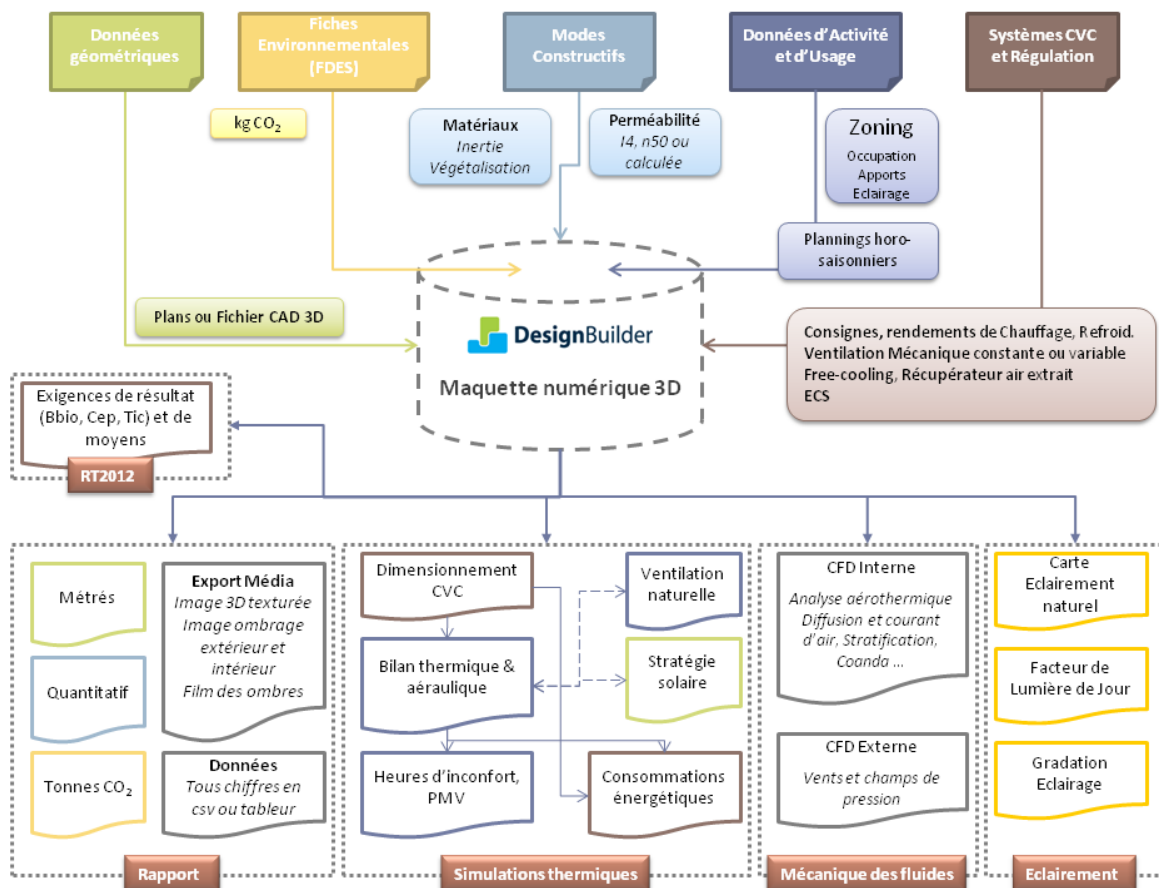 Données
géométriques
Fiches
Environnementales
(FDES)
Modes
Constructifs
Données d'Activité
et d'Usage
Systèmes CVC
et Régulation
kg CO₂
Matériaux
Inertie
Végétalisation
Perméabilité
I4, n50 ou
calculée
Zoning
Occupation
Apports
Eclairage
Plannings horo-
saisonniers
Plans ou Fichier CAD 3D
DesignBuilder
Maquette numérique 3D
Consignes, rendements de Chauffage, Refroid.
Ventilation Mécanique constante ou variable
Free-cooling, Récupérateur air extrait
ECS
Exigences de résultat
(Bbio, Cep, Tic) et de
moyens
RT2012
Métrés
Quantitatif
Tonnes CO₂
Export Média
Image 3D texturée
Image ombrage
extérieur et
intérieur
Film des ombres
Données
Tous chiffres en
csv ou tableur
Rapport
Dimensionnement
CVC
Bilan thermique &
aéraulique
Heures d'inconfort,
PMV
Ventilation
naturelle
Stratégie
solaire
Consommations
énergétiques
Simulations thermiques
CFD Interne
Analyse aérothermique
Diffusion et courant
d'air, Stratification,
Coanda ...
CFD Externe
Vents et champs de
pression
Mécanique des fluides
Carte
Eclairement
naturel
Facteur de
Lumière de Jour
Gradation
Eclairage
Eclairement